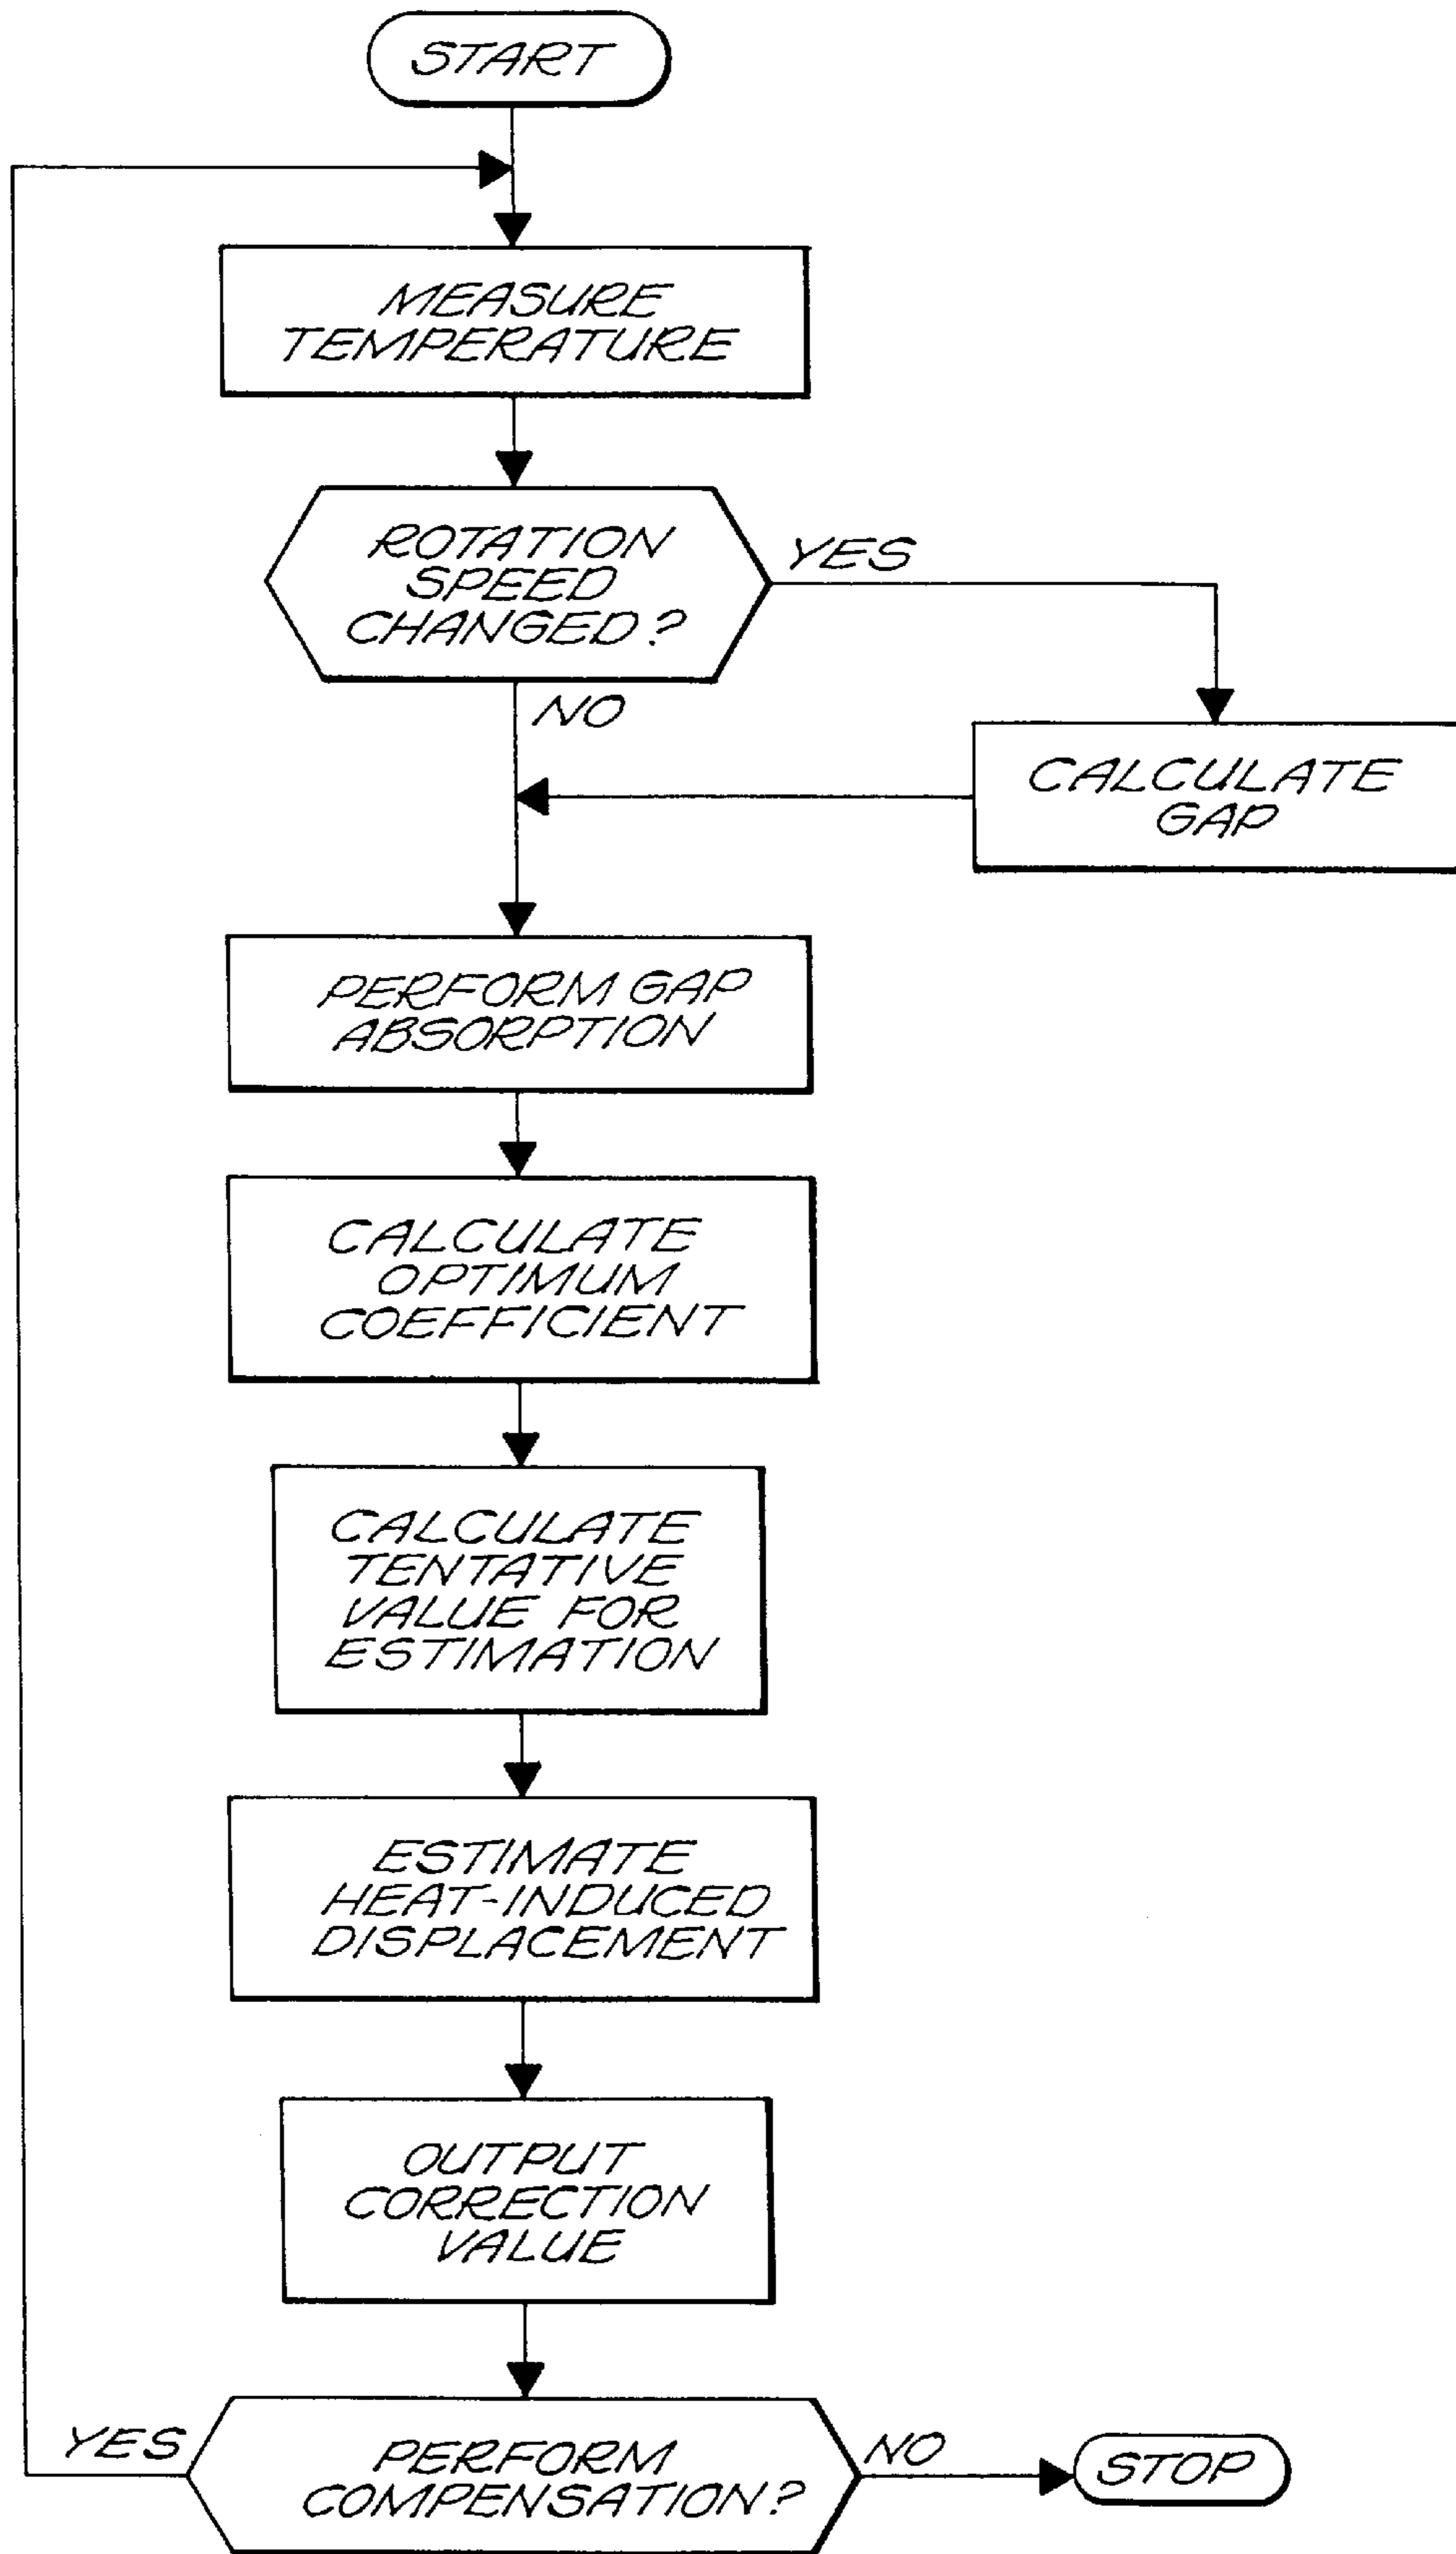 START
MEASURE
TEMPERATURE
ROTATION
SPEED
CHANGED?
YES
NO
CALCULATE
GAP
PERFORM GAP
ABSORPTION
CALCULATE
OPTIMUM
COEFFICIENT
CALCULATE
TENTATIVE
VALUE FOR
ESTIMATION
ESTIMATE
HEAT-INDUCED
DISPLACEMENT
OUTPUT
CORRECTION
VALUE
YES
PERFORM
COMPENSATION?
NO
STOP